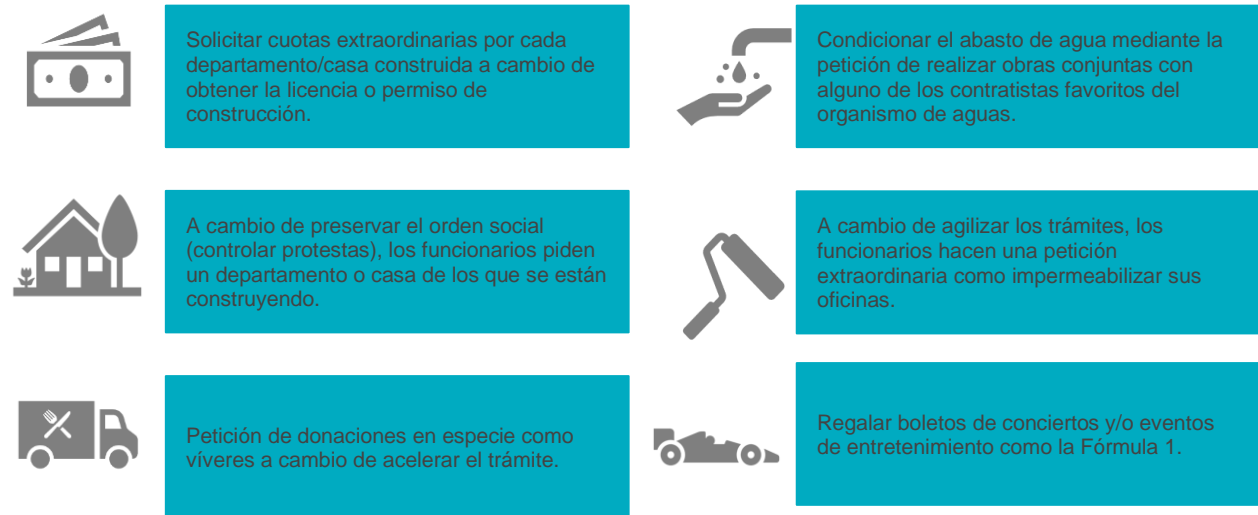 Solicitar cuotas extraordinarias por cada
departamento/casa construida a cambio de
obtener la licencia o permiso de
construcción.
Condicionar el abasto de agua mediante la
petición de realizar obras conjuntas con
alguno de los contratistas favoritos del
organismo de aguas.
A cambio de preservar el orden social
(controlar protestas), los funcionarios piden
un departamento o casa de los que se están
construyendo.
A cambio de agilizar los trámites, los
funcionarios hacen una petición
extraordinaria como impermeabilizar sus
oficinas.
Petición de donaciones en especie como
víveres a cambio de acelerar el trámite.
Regalar boletos de conciertos y/o eventos
de entretenimiento como la Fórmula 1.